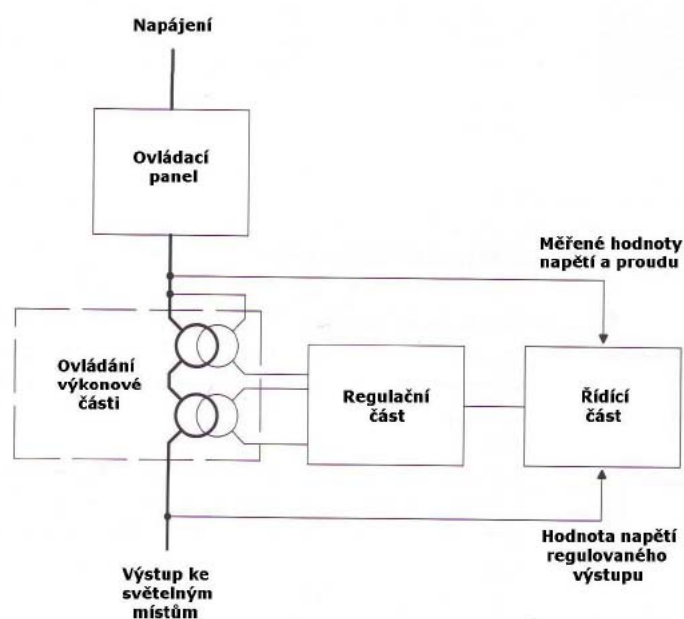 Napájení
Ovládací
panel
Měřené hodnoty
napětí a proudu
Ovládání
výkonové
části
Regulační
část
Řídící
část
Hodnota napětí
regulovaného
výstupu
Výstup ke
světelným
místům